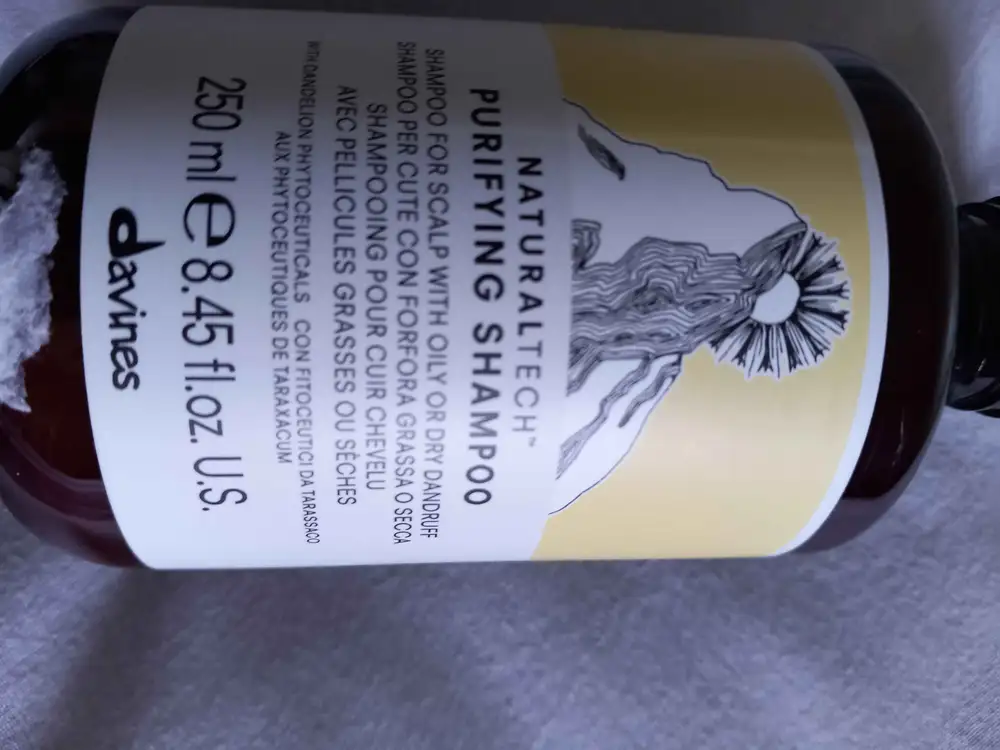 NATURALTECH™
PURIFYING SHAMPOO
SHAMPOO FOR SCALP WITH OILY OR DRY DANDRUFF
SHAMPOO PER CUTE CON FORFORA GRASSA O SECCA
SHAMPOOING POUR CUIR CHEVELU
AVEC PELLICULES GRASSES OU SÈCHES
WITH DANDELION PHYTOCEUTICALS CON FITOCEUTICI DA TARASSACO
AUX PHYTOCEUTIQUES DE TARAXACUM
250 ml e 8.45 fl.oz. U.S.
davines